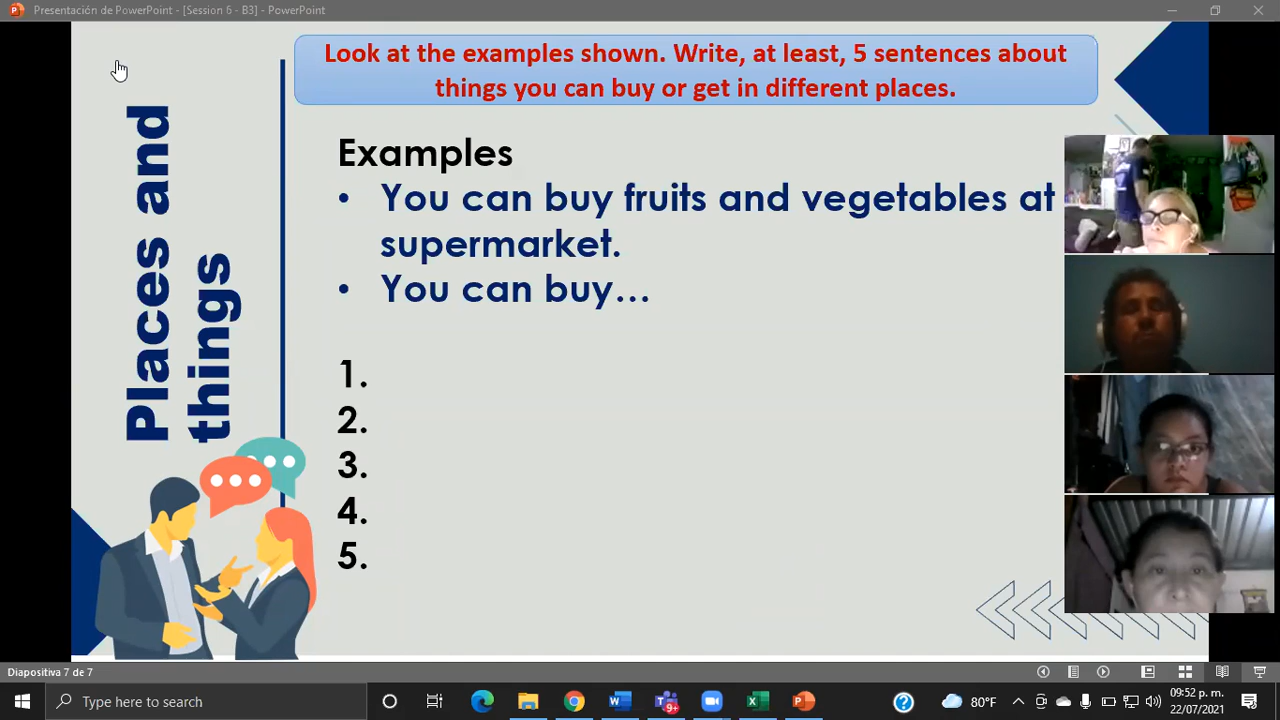 Presentación de PowerPoint - [Session 6 - B3] - PowerPoint
Look at the examples shown. Write, at least, 5 sentences about
things you can buy or get in different places.
Places and
things
Examples
• You can buy fruits and vegetables at
supermarket.
• You can buy…
1.
2.
3.
4.
5.
Diapositiva 7 de 7
Type here to search
9+
80°F
09:52 p. m.
22/07/2021